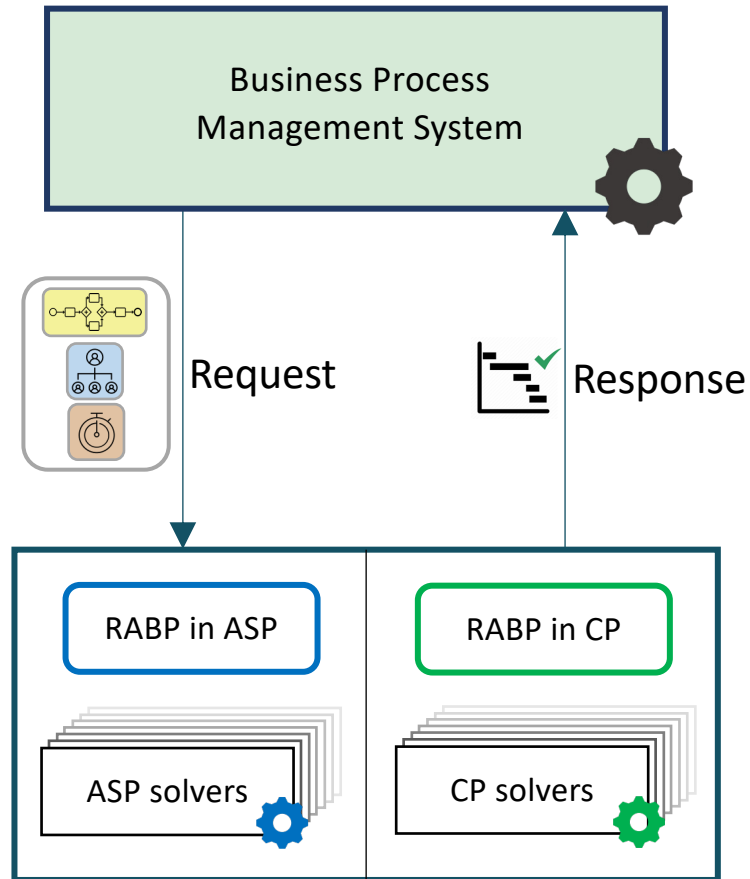 Business Process
Management System
Request
Response
RABP in ASP
RABP in CP
ASP solvers
CP solvers